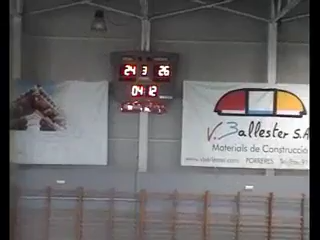 24 3 26
04:12
V. Ballester S.A.
Materials de Construcció
PORRERES